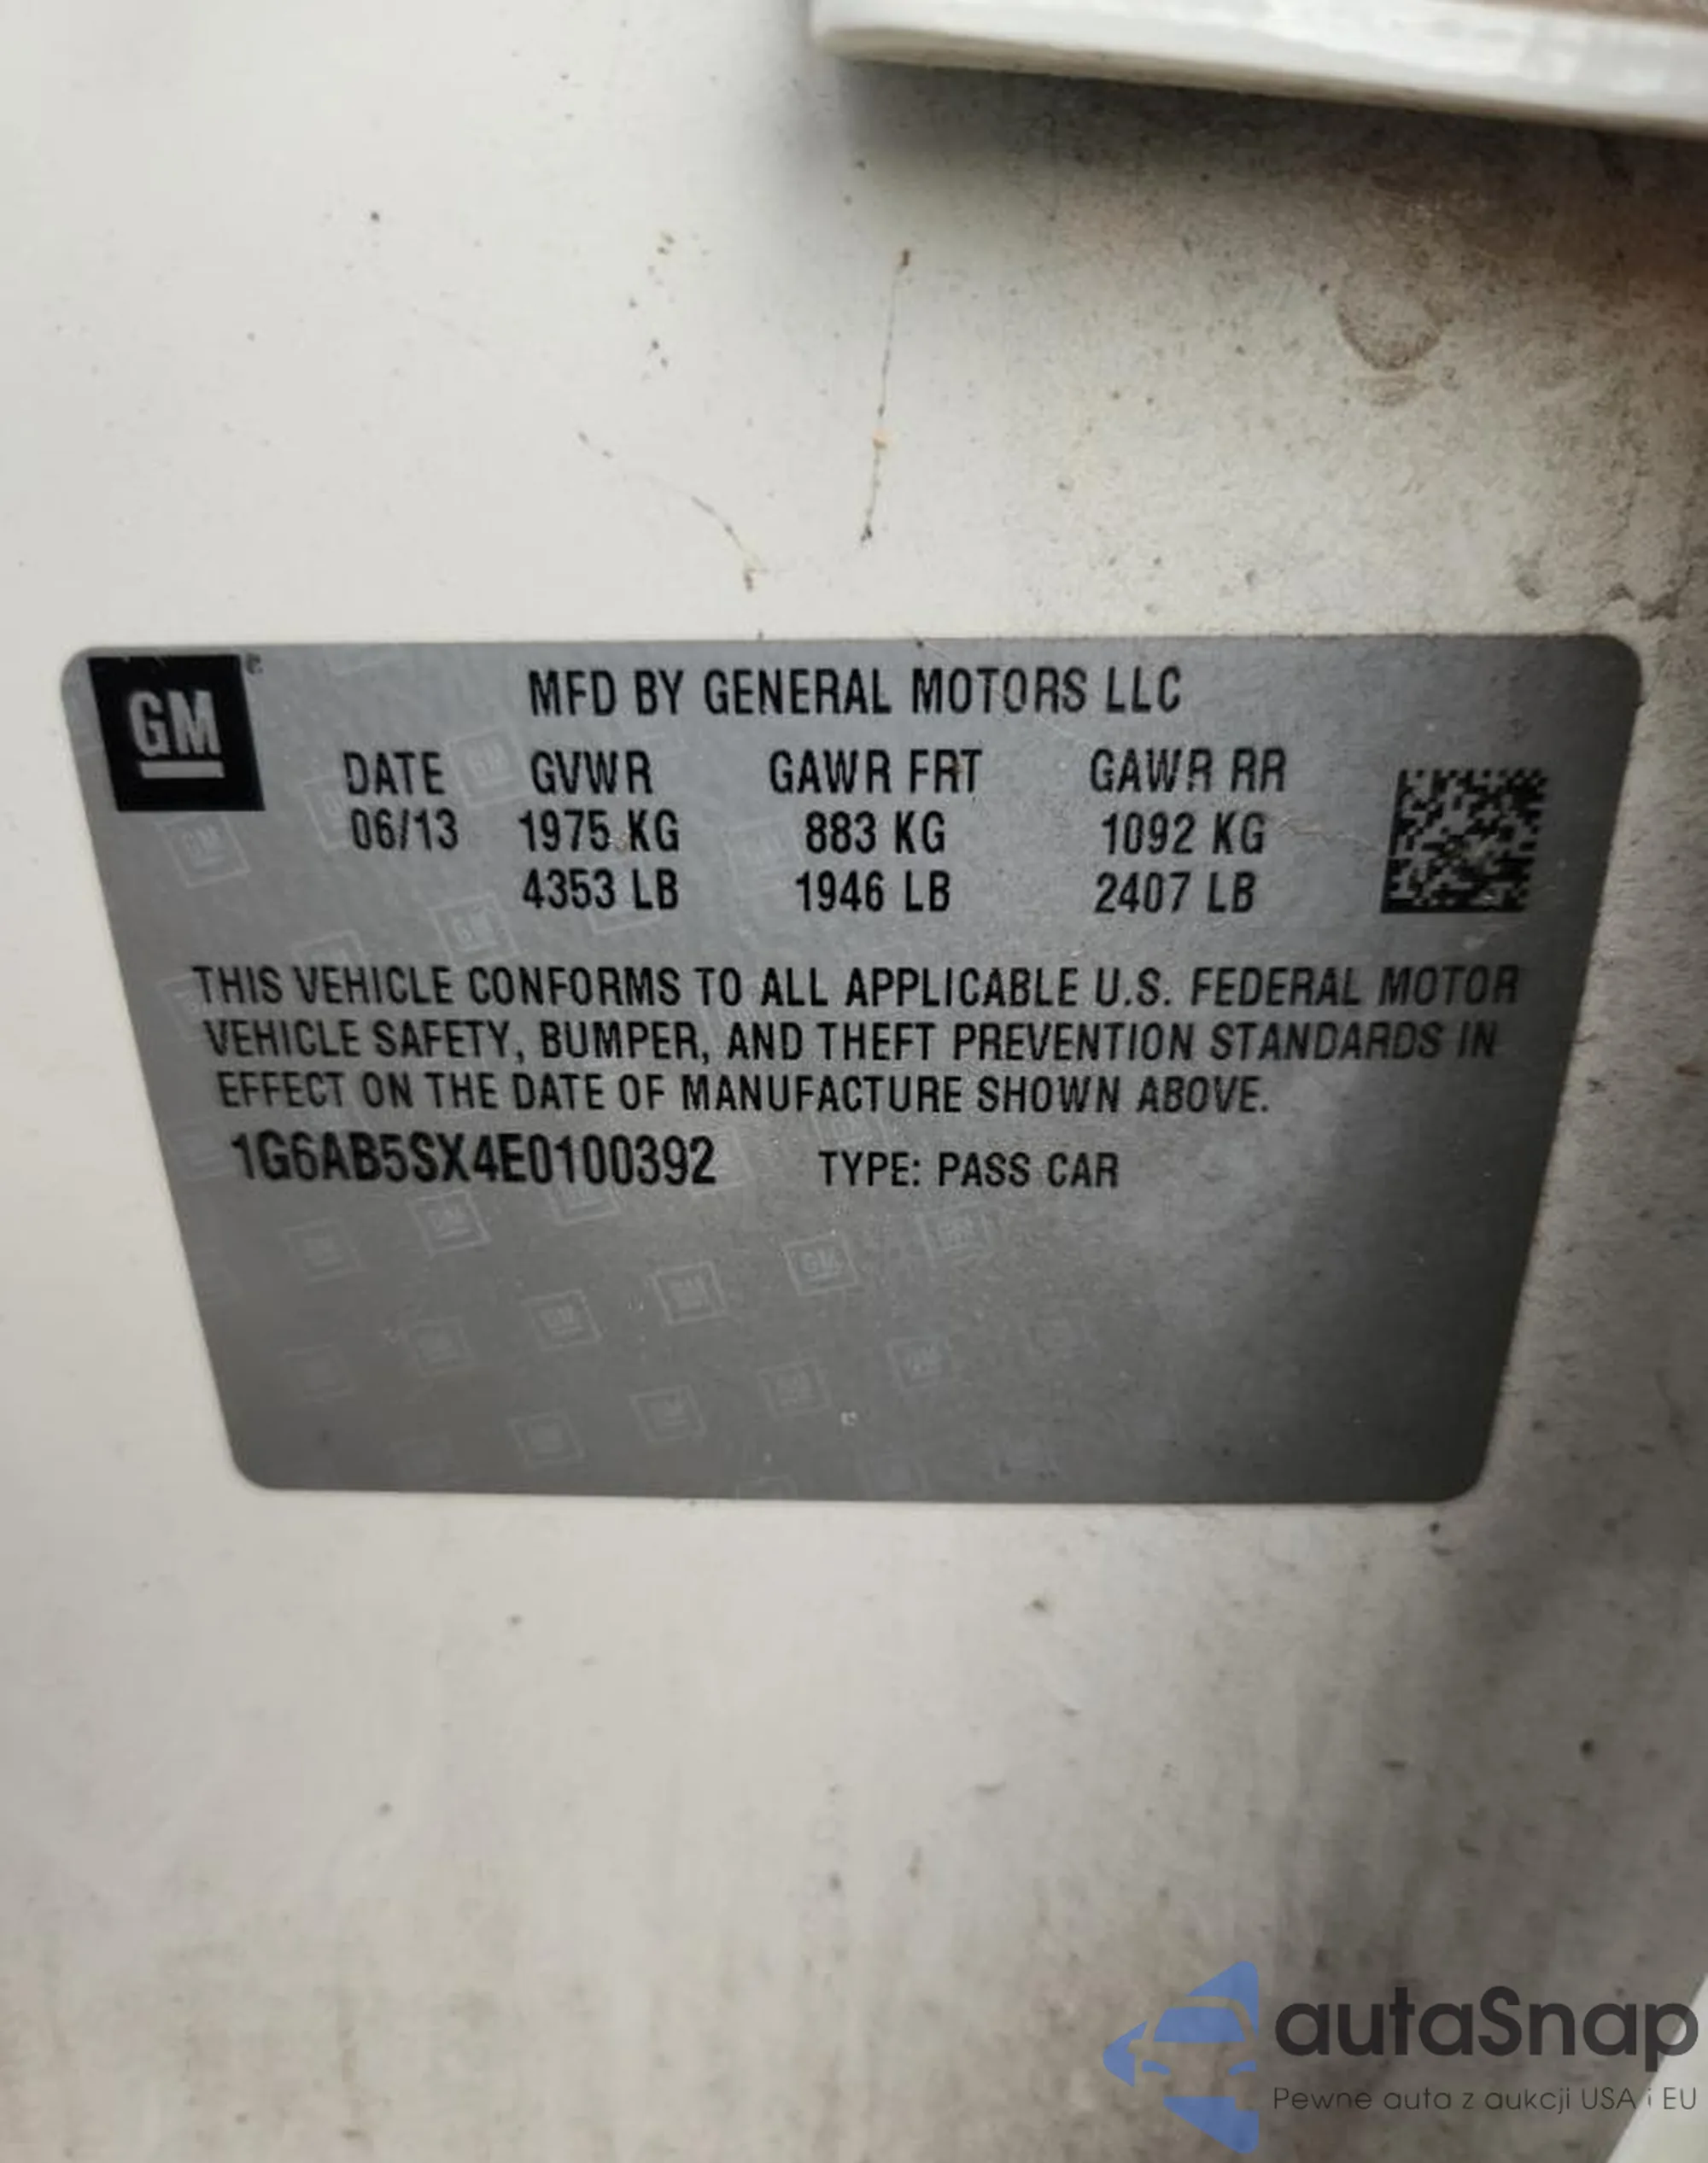 GM
MFD BY GENERAL MOTORS LLC
DATE GVWR GAWR FRT GAWR RR
06/13 1975 KG 883 KG 1092 KG
4353 LB 1946 LB 2407 LB
THIS VEHICLE CONFORMS TO ALL APPLICABLE U.S. FEDERAL MOTOR
VEHICLE SAFETY, BUMPER, AND THEFT PREVENTION STANDARDS IN
EFFECT ON THE DATE OF MANUFACTURE SHOWN ABOVE.
1G6AB5SX4E0100392 TYPE: PASS CAR
autaSnap
Pewne auta z aukcji USA i EU